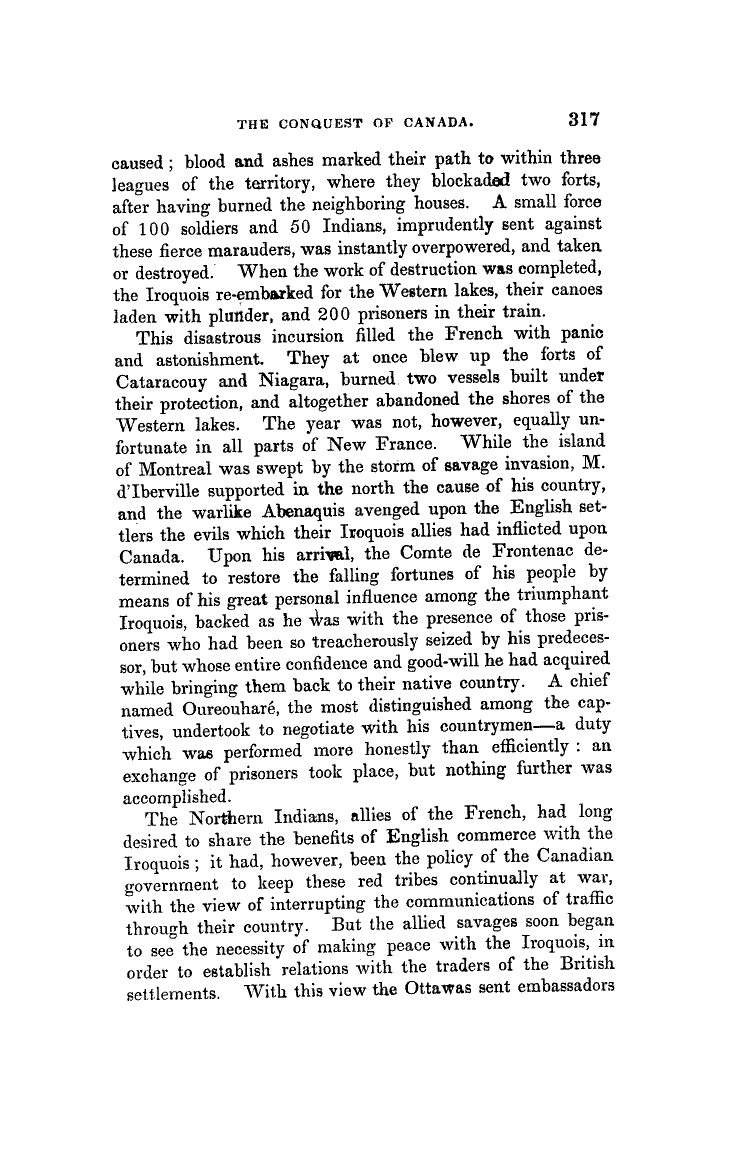 THE CONQUEST OF CANADA. 317
caused ; blood and ashes marked their path to within three
leagues of the territory, where they blockaded two forts,
after having burned the neighboring houses. A small force
of 100 soldiers and 50 Indians, imprudently sent against
these fierce marauders, was instantly overpowered, and taken
or destroyed. When the work of destruction was completed,
the Iroquois re-embarked for the Western lakes, their canoes
laden with plunder, and 200 prisoners in their train.
This disastrous incursion filled the French with panic
and astonishment. They at once blew up the forts of
Cataracouy and Niagara, burned two vessels built under
their protection, and altogether abandoned the shores of the
Western lakes. The year was not, however, equally un-
fortunate in all parts of New France. While the island
of Montreal was swept by the storm of savage invasion, M.
d'Iberville supported in the north the cause of his country,
and the warlike Abenaquis avenged upon the English set-
tlers the evils which their Iroquois allies had inflicted upon
Canada. Upon his arrival, the Comte de Frontenac de-
termined to restore the falling fortunes of his people by
means of his great personal influence among the triumphant
Iroquois, backed as he was with the presence of those pris-
oners who had been so treacherously seized by his predeces-
sor, but whose entire confidence and good-will he had acquired
while bringing them back to their native country. A chief
named Oureouharé, the most distinguished among the cap-
tives, undertook to negotiate with his countrymen—a duty
which was performed more honestly than efficiently : an
exchange of prisoners took place, but nothing further was
accomplished.
The Northern Indians, allies of the French, had long
desired to share the benefits of English commerce with the
Iroquois ; it had, however, been the policy of the Canadian
government to keep these red tribes continually at war,
with the view of interrupting the communications of traffic
through their country. But the allied savages soon began
to see the necessity of making peace with the Iroquois, in
order to establish relations with the traders of the British
settlements. With this view the Ottawas sent embassadors